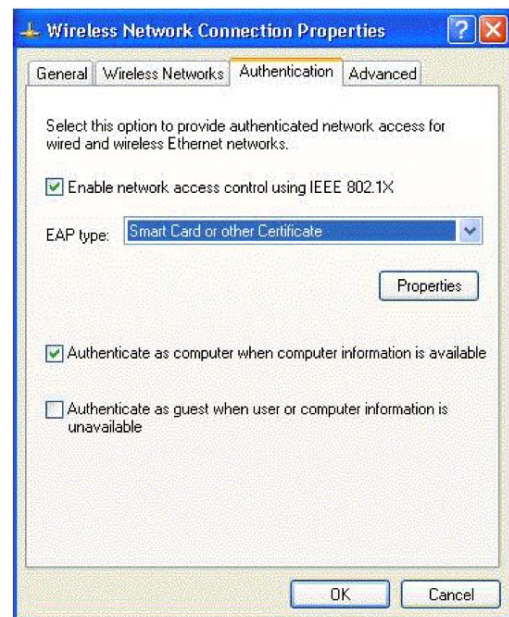 Wireless Network Connection Properties
General Wireless Networks Authentication Advanced
Select this option to provide authenticated network access for
wired and wireless Ethernet networks.
Enable network access control using IEEE 802.1X
EAP type: Smart Card or other Certificate
Properties
Authenticate as computer when computer information is available
Authenticate as guest when user or computer information is
unavailable
OK Cancel